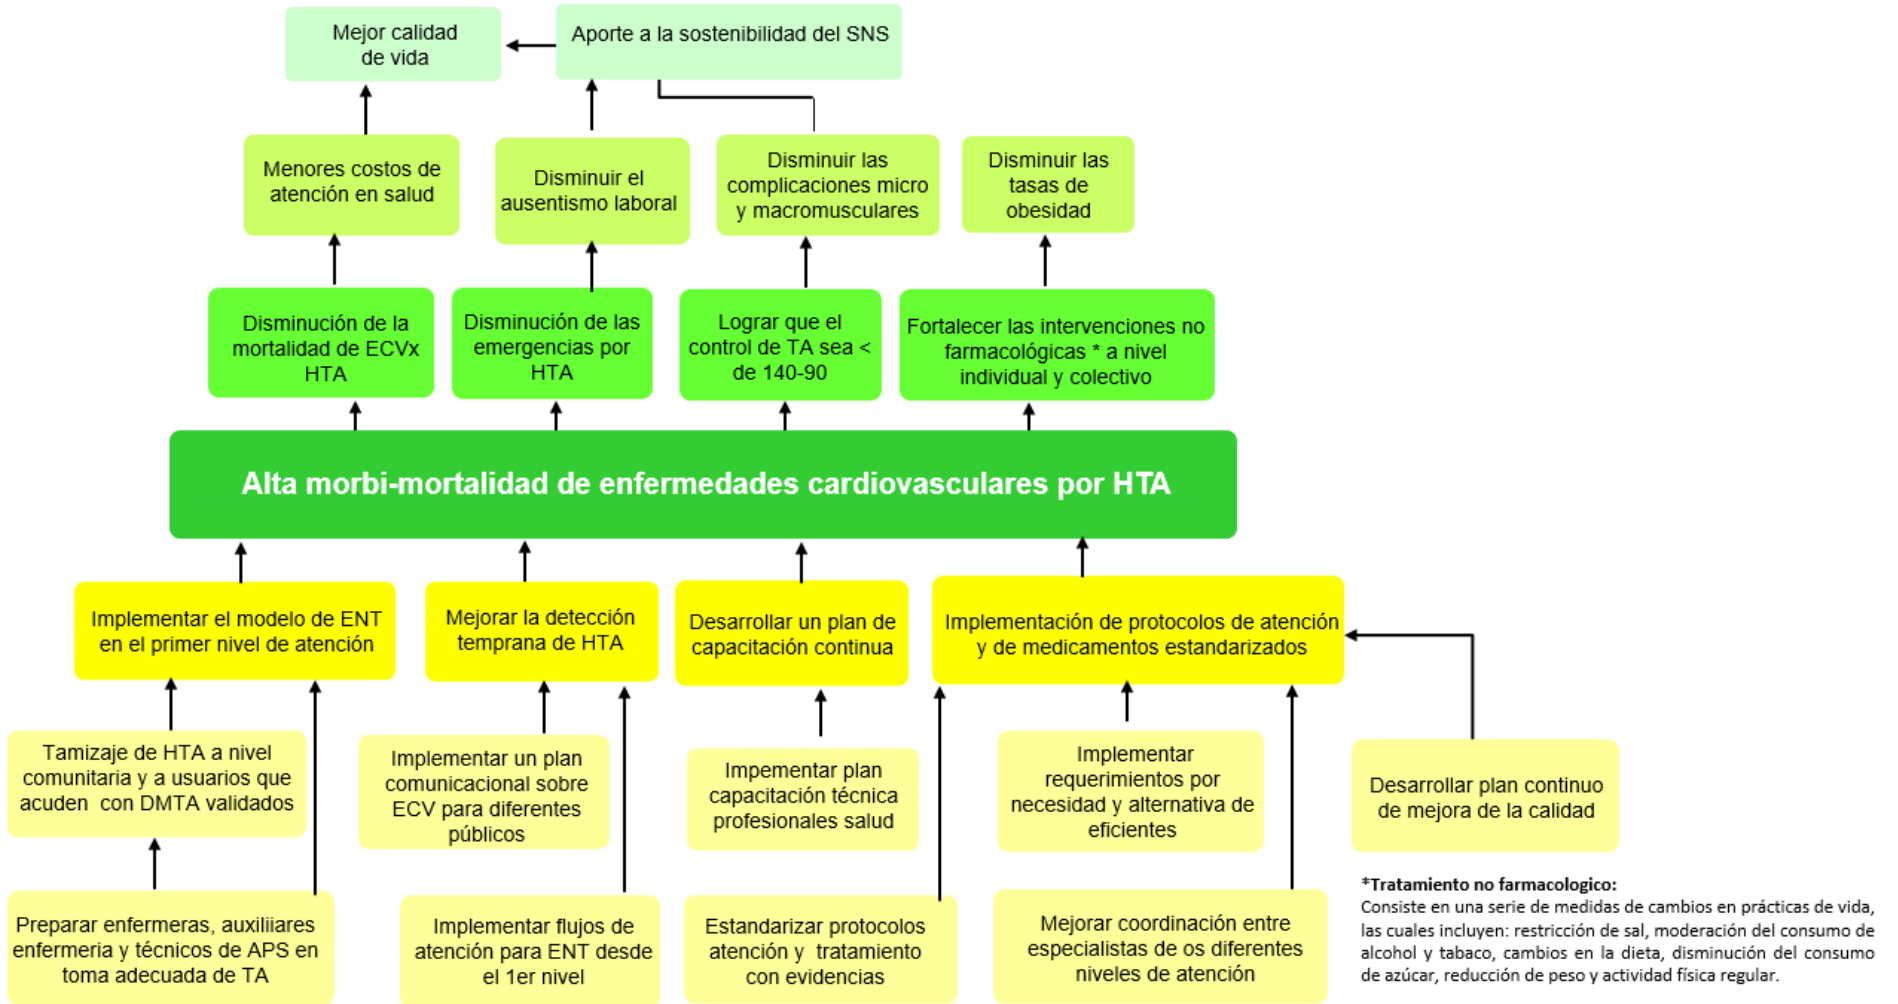 Mejor calidad
de vida
Aporte a la sostenibilidad del SNS
Menores costos de
atención en salud
Disminuir el
ausentismo laboral
Disminuir las
complicaciones micro
y macromusculares
Disminuir las
tasas de
obesidad
Disminución de la
mortalidad de ECVx
HTA
Disminución de las
emergencias por
HTA
Lograr que el
control de TA sea <
de 140-90
Fortalecer las intervenciones no
farmacológicas * a nivel
individual y colectivo
Alta morbi-mortalidad de enfermedades cardiovasculares por HTA
Implementar el modelo de ENT
en el primer nivel de atención
Mejorar la detección
temprana de HTA
Desarrollar un plan de
capacitación continua
Implementación de protocolos de atención
y de medicamentos estandarizados
Tamizaje de HTA a nivel
comunitaria y a usuarios que
acuden con DMTA validados
Implementar un plan
comunicacional sobre
ECV para diferentes
públicos
Impementar plan
capacitación técnica
profesionales salud
Implementar
requerimientos por
necesidad y alternativa de
eficientes
Desarrollar plan continuo
de mejora de la calidad
Preparar enfermeras, auxiliiares
enfermeria y técnicos de APS en
toma adecuada de TA
Implementar flujos de
atención para ENT desde
el 1er nivel
Estandarizar protocolos
atención y tratamiento
con evidencias
Mejorar coordinación entre
especialistas de os diferentes
niveles de atención
*Tratamiento no farmacologico:
Consiste en una serie de medidas de cambios en prácticas de vida,
las cuales incluyen: restricción de sal, moderación del consumo de
alcohol y tabaco, cambios en la dieta, disminución del consumo
de azúcar, reducción de peso y actividad física regular.